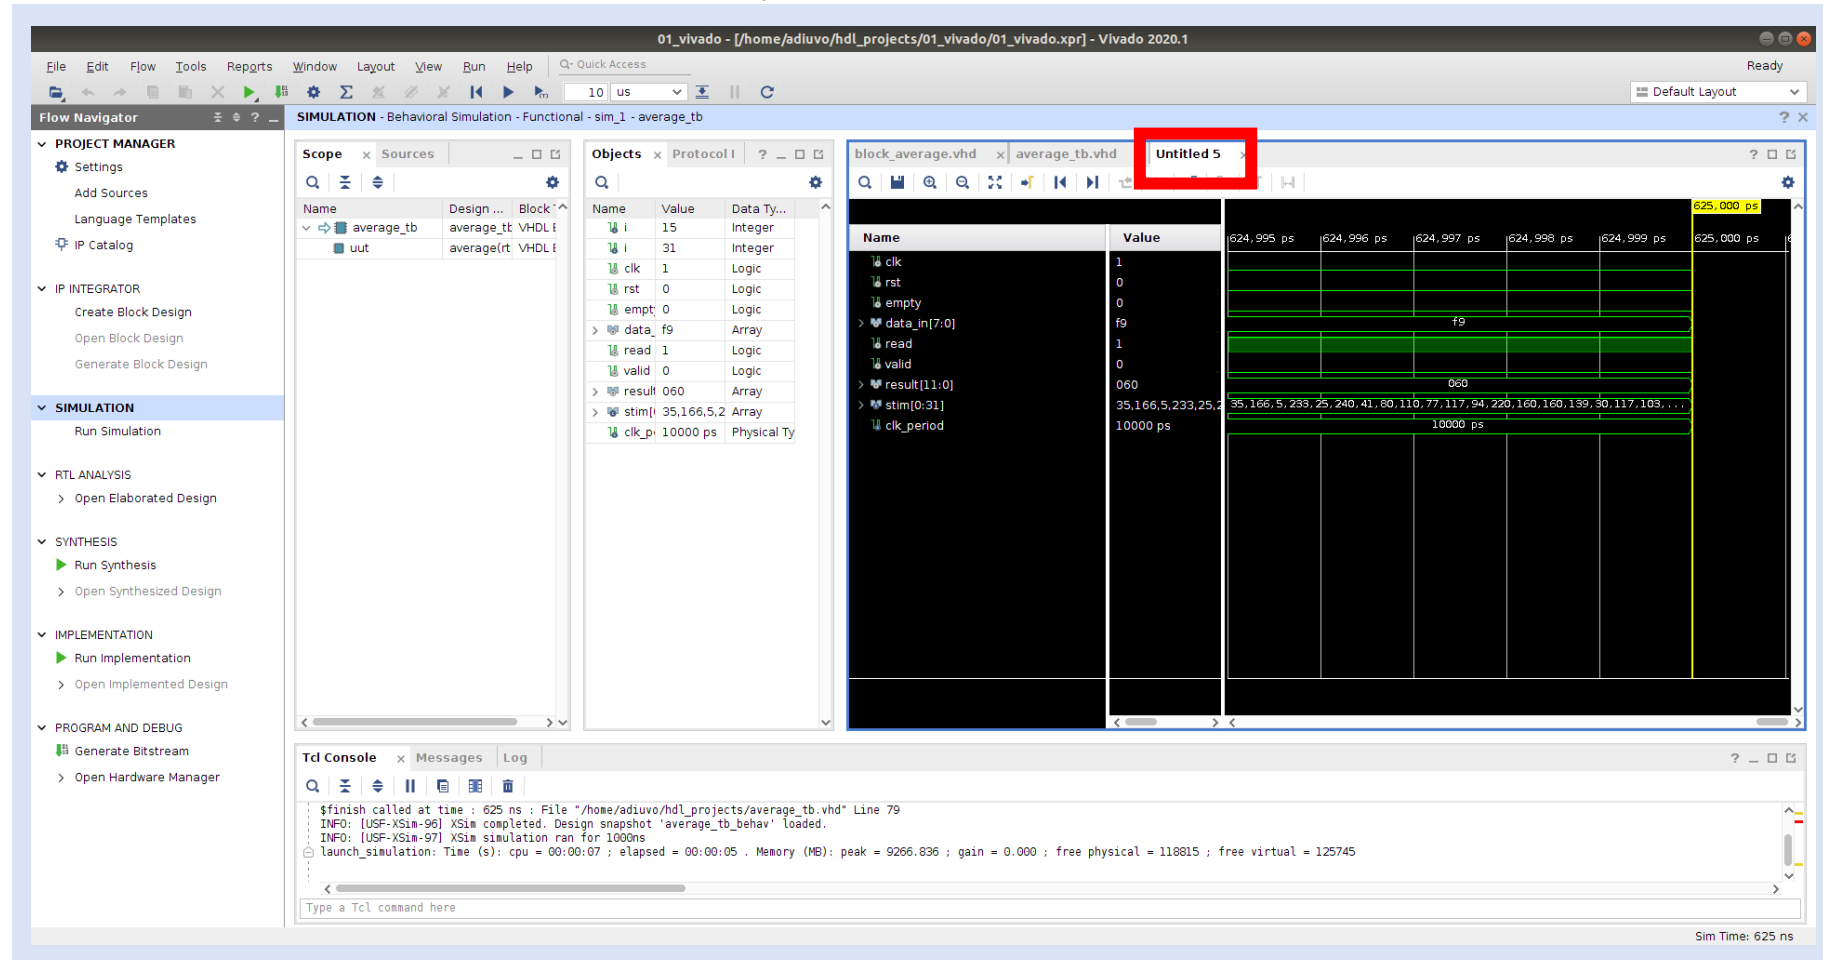 01_vivado - [/home/adiuvo/hdl_projects/01_vivado/01_vivado.xpr] - Vivado 2020.1
File Edit Flow Tools Reports Window Layout View Run Help Quick Access Ready
10 us Default Layout
Flow Navigator
SIMULATION - Behavioral Simulation - Functional - sim_1 - average_tb
PROJECT MANAGER
Settings
Add Sources
Language Templates
IP Catalog
IP INTEGRATOR
Create Block Design
Open Block Design
Generate Block Design
SIMULATION
Run Simulation
RTL ANALYSIS
Open Elaborated Design
SYNTHESIS
Run Synthesis
Open Synthesized Design
IMPLEMENTATION
Run Implementation
Open Implemented Design
PROGRAM AND DEBUG
Generate Bitstream
Open Hardware Manager
Scope Sources
Name Design ... Block
average_tb average_tb VHDL
uut average(rt VHDL
Objects Protocol
Name Value Data Ty...
i 15 Integer
i 31 Integer
clk 1 Logic
rst 0 Logic
empt 0 Logic
data_ f9 Array
read 1 Logic
valid 0 Logic
result 060 Array
stim[ 35,166,5,2 Array
clk_p 10000 ps Physical Ty
block_average.vhd average_tb.vhd Untitled 5
625,000 ps
Name Value 624,995 ps 624,996 ps 624,997 ps 624,998 ps 624,999 ps 625,000 ps
clk 1
rst 0
empty 0
data_in[7:0] f9 f9
read 1
valid 0
result[11:0] 060 060
stim[0:31] 35,166,5,233,25,2 35,166,5,233,25,240,41,80,110,77,117,94,220,160,160,139,30,117,103,...
clk_period 10000 ps 10000 ps
Tcl Console Messages Log
$finish called at time : 625 ns : File "/home/adiuvo/hdl_projects/average_tb.vhd" Line 79
INFO: [USF-XSim-96] XSim completed. Design snapshot 'average_tb_behav' loaded.
INFO: [USF-XSim-97] XSim simulation ran for 1000ns
launch_simulation: Time (s): cpu = 00:00:07 ; elapsed = 00:00:05 . Memory (MB): peak = 9266.836 ; gain = 0.000 ; free physical = 118815 ; free virtual = 125745
Type a Tcl command here
Sim Time: 625 ns